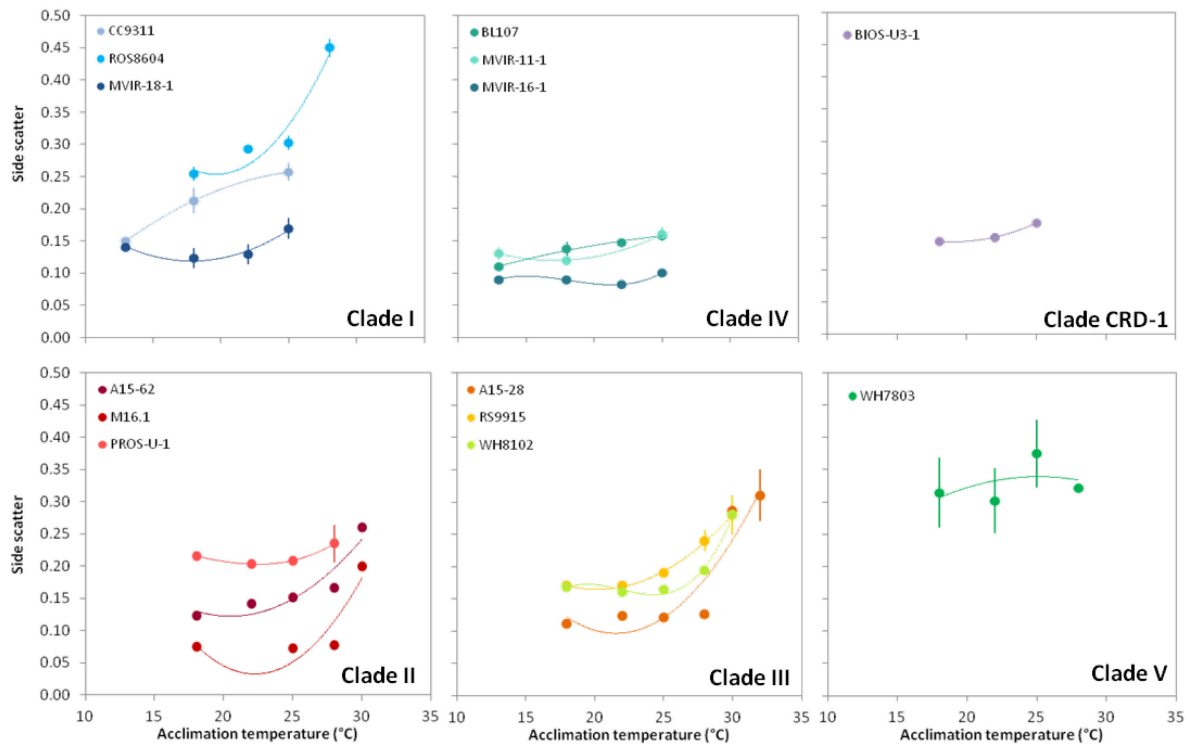 Side scatter
0.50
0.45
0.40
0.35
0.30
0.25
0.20
0.15
0.10
0.05
0.00
CC9311
ROS8604
MVIR-18-1
Clade I
BL107
MVIR-11-1
MVIR-16-1
Clade IV
BIOS-U3-1
Clade CRD-1
Side scatter
0.50
0.45
0.40
0.35
0.30
0.25
0.20
0.15
0.10
0.05
0.00
A15-62
M16.1
PROS-U-1
Clade II
10 15 20 25 30 35
Acclimation temperature (°C)
A15-28
RS9915
WH8102
Clade III
10 15 20 25 30 35
Acclimation temperature (°C)
WH7803
Clade V
10 15 20 25 30 35
Acclimation temperature (°C)